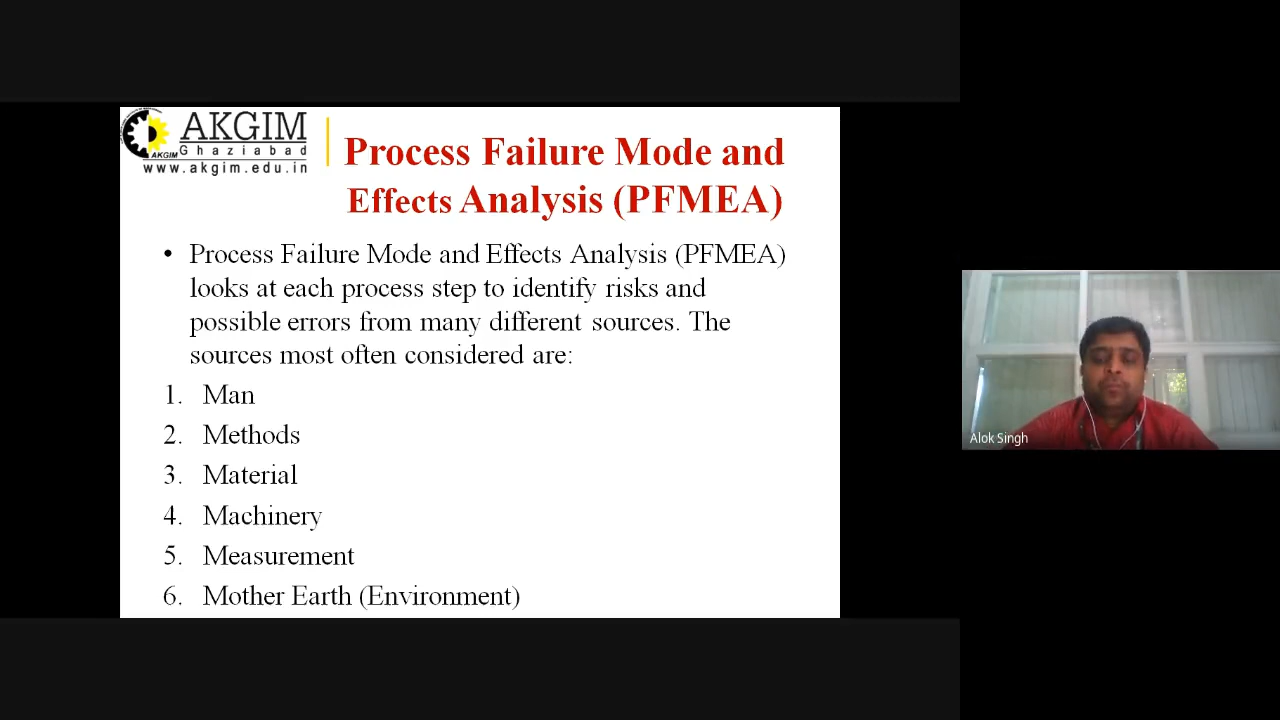 AKGIM
AKGIM
Ghaziabad
www.akgim.edu.in
Process Failure Mode and
Effects Analysis (PFMEA)
• Process Failure Mode and Effects Analysis (PFMEA)
looks at each process step to identify risks and
possible errors from many different sources. The
sources most often considered are:
1. Man
2. Methods
3. Material
4. Machinery
5. Measurement
6. Mother Earth (Environment)
Alok Singh